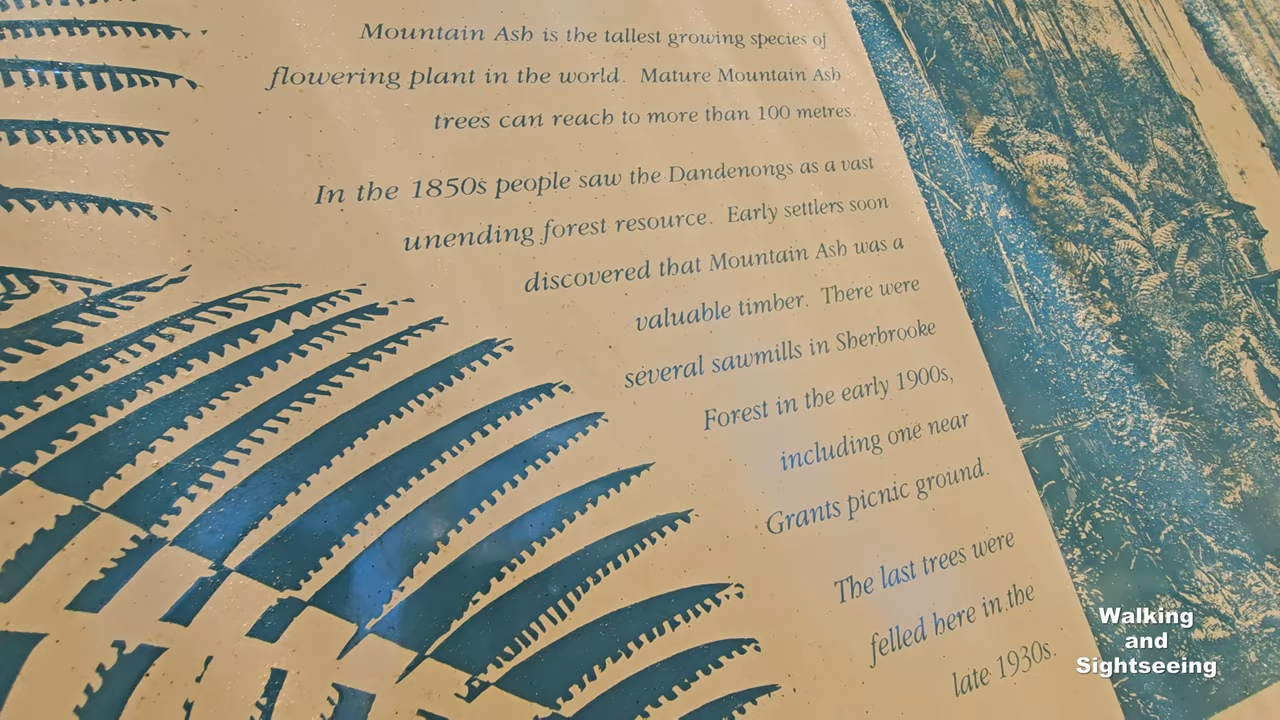 Mountain Ash is the tallest growing species of
flowering plant in the world. Mature Mountain Ash
trees can reach to more than 100 metres.
In the 1850s people saw the Dandenongs as a vast
unending forest resource. Early settlers soon
discovered that Mountain Ash was a
valuable timber. There were
several sawmills in Sherbrooke
Forest in the early 1900s,
including one near
Grants picnic ground.
The last trees were
felled here in the
late 1930s.
Walking
and
Sightseeing